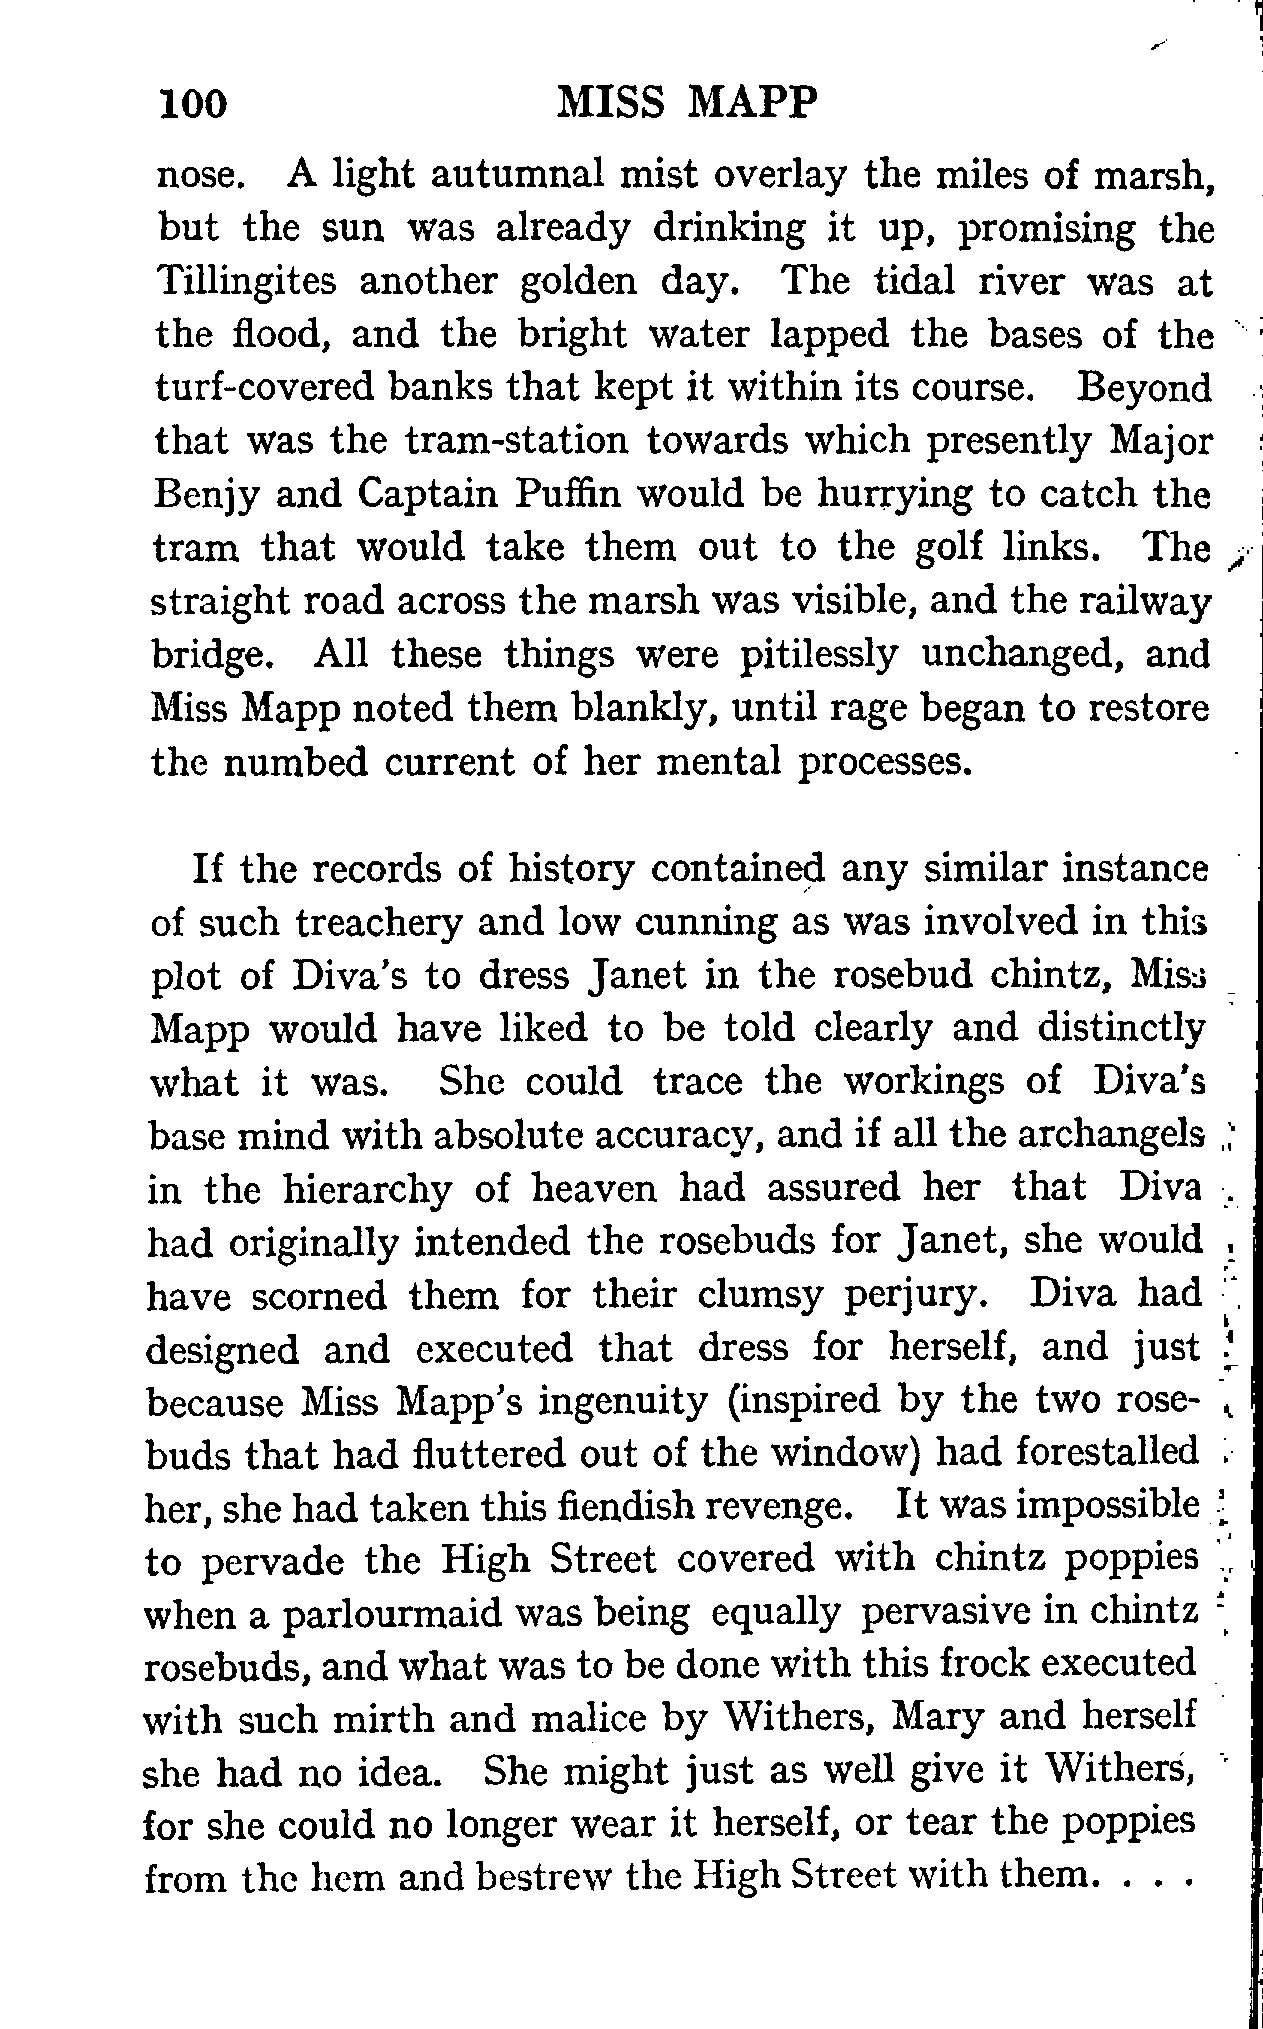 100 MISS MAPP
nose. A light autumnal mist overlay the miles of marsh,
but the sun was already drinking it up, promising the
Tillingites another golden day. The tidal river was at
the flood, and the bright water lapped the bases of the
turf-covered banks that kept it within its course. Beyond
that was the tram-station towards which presently Major
Benjy and Captain Puffin would be hurrying to catch the
tram that would take them out to the golf links. The
straight road across the marsh was visible, and the railway
bridge. All these things were pitilessly unchanged, and
Miss Mapp noted them blankly, until rage began to restore
the numbed current of her mental processes.
If the records of history contained any similar instance
of such treachery and low cunning as was involved in this
plot of Diva's to dress Janet in the rosebud chintz, Miss
Mapp would have liked to be told clearly and distinctly
what it was. She could trace the workings of Diva's
base mind with absolute accuracy, and if all the archangels
in the hierarchy of heaven had assured her that Diva
had originally intended the rosebuds for Janet, she would
have scorned them for their clumsy perjury. Diva had
designed and executed that dress for herself, and just
because Miss Mapp's ingenuity (inspired by the two rose-
buds that had fluttered out of the window) had forestalled
her, she had taken this fiendish revenge. It was impossible
to pervade the High Street covered with chintz poppies
when a parlourmaid was being equally pervasive in chintz
rosebuds, and what was to be done with this frock executed
with such mirth and malice by Withers, Mary and herself
she had no idea. She might just as well give it Withers,
for she could no longer wear it herself, or tear the poppies
from the hem and bestrew the High Street with them. . . .